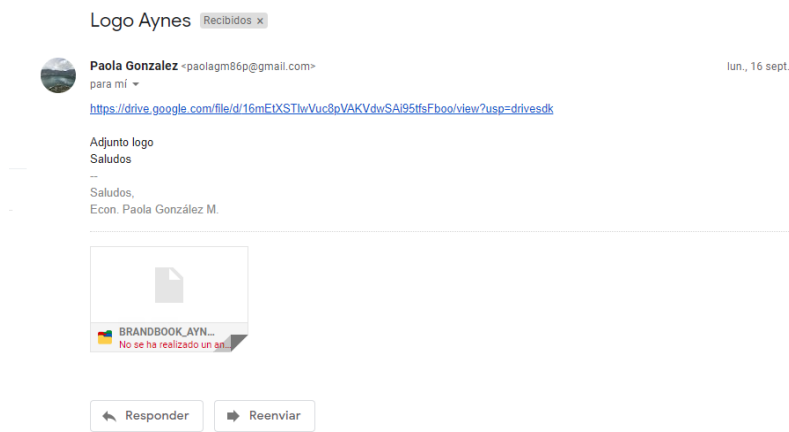 Logo Aynes Recibidos x
Paola Gonzalez <paolagm86p@gmail.com> lun., 16 sept.
para mí
https://drive.google.com/file/d/16mEtXSTlwVuc8pVAKVdwSAi95tfsFboo/view?usp=drivesdk
Adjunto logo
Saludos
--
Saludos,
Econ. Paola González M.
BRANDBOOK_AYN...
No se ha realizado un an...
Responder Reenviar